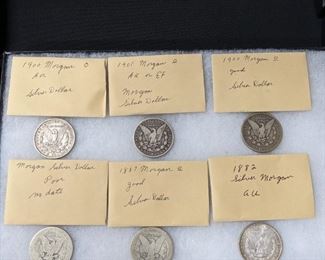 1900 Morgan O
Silver Dollar
1901 Morgan O
AU or EF
Morgan
Silver Dollar
1900 Morgan
good
Silver Dollar
Morgan Silver Dollar
Poor
no date
1887 Morgan
good
Silver Dollar
1882
Silver Morgan
AU